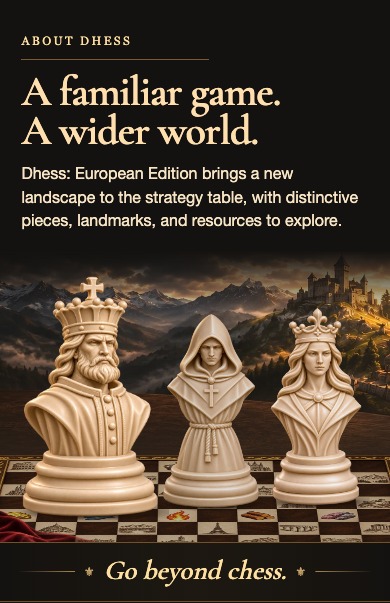 ABOUT DHESS
A familiar game.
A wider world.
Dhess: European Edition brings a new
landscape to the strategy table, with distinctive
pieces, landmarks, and resources to explore.
Go beyond chess.